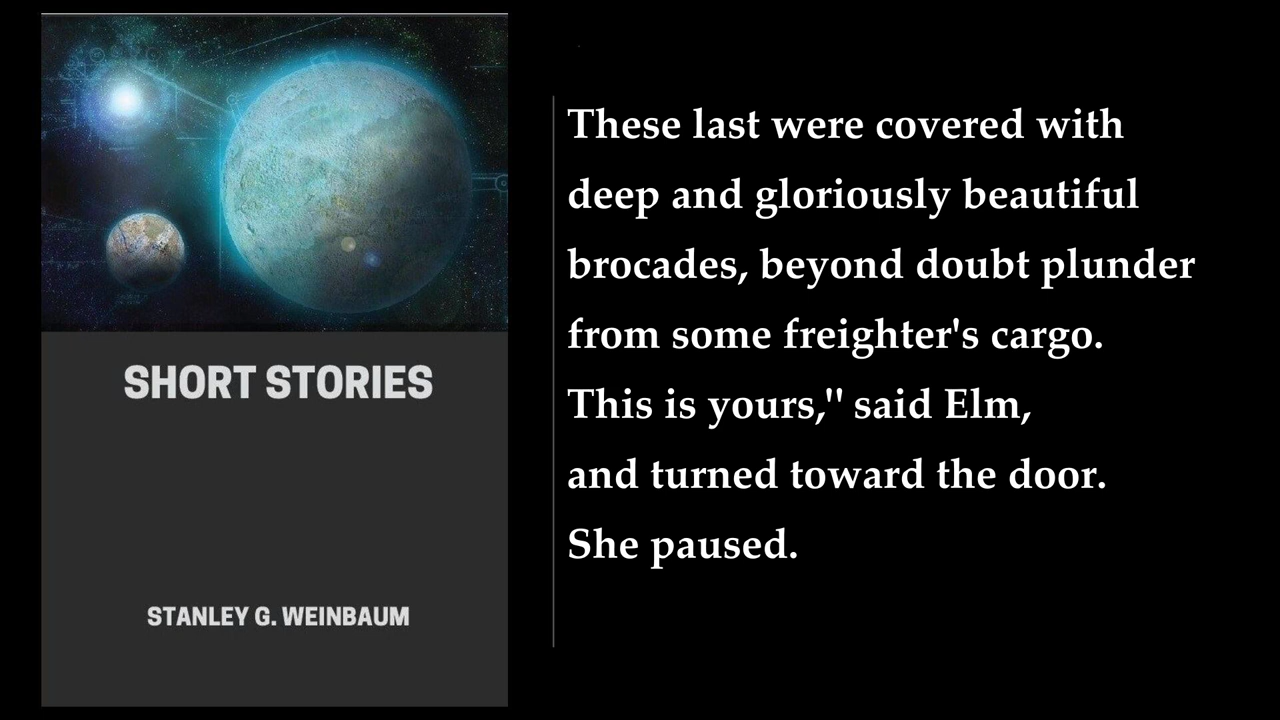 SHORT STORIES
STANLEY G. WEINBAUM
These last were covered with
deep and gloriously beautiful
brocades, beyond doubt plunder
from some freighter's cargo.
This is yours," said Elm,
and turned toward the door.
She paused.